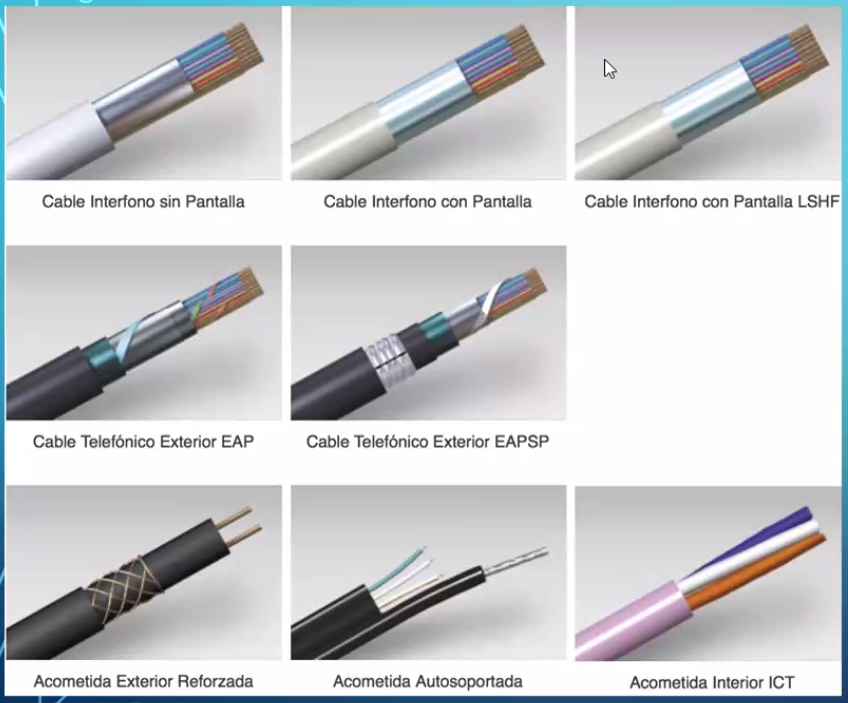 Cable Interfono sin Pantalla
Cable Interfono con Pantalla
Cable Interfono con Pantalla LSHF
Cable Telefónico Exterior EAP
Cable Telefónico Exterior EAPSP
Acometida Exterior Reforzada
Acometida Autosoportada
Acometida Interior ICT